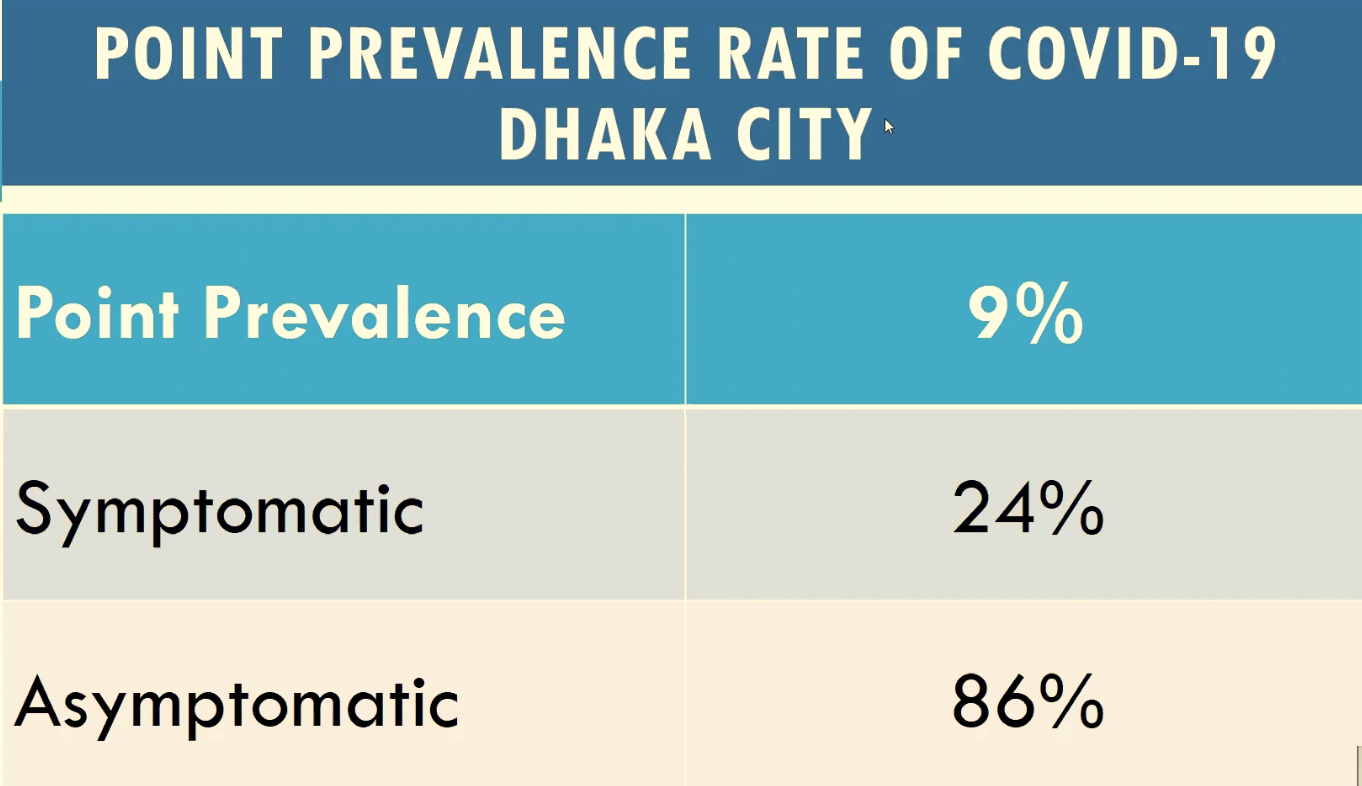 POINT PREVALENCE RATE OF COVID-19
DHAKA CITY
Point Prevalence 9%
Symptomatic 24%
Asymptomatic 86%